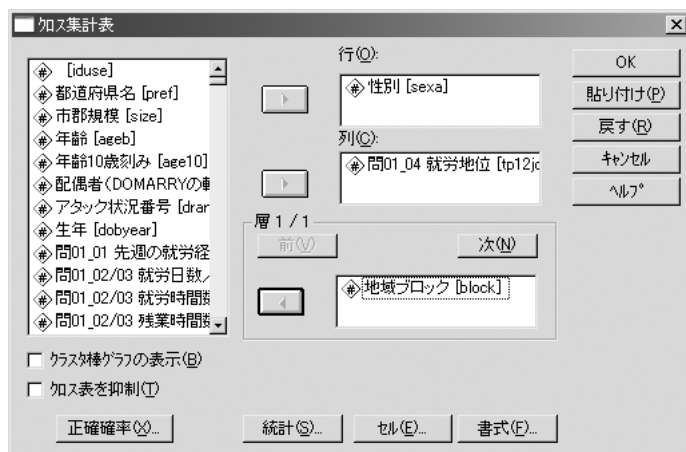 クロス集計表
[iduse]
都道府県名 [pref]
市郡規模 [size]
年齢 [ageb]
年齢10歳刻み [age10]
配偶者(DOMARRYの
アタック状況番号 [drar
生年 [dobyear]
問01_01 先週の就労経
問01_02/03 就労日数/
問01_02/03 就労時間数
問01_02/03 残業時間数
行(O):
性別 [sexa]
列(C):
問01_04 就労地位 [tp12jo
層 1 / 1
前(V)
次(N)
地域ブロック [block]
OK
貼り付け(P)
戻す(R)
キャンセル
ヘルプ
クラスタ棒グラフの表示(B)
クロス表を抑制(T)
正確確率(X)...
統計(S)...
セル(E)...
書式(F)...